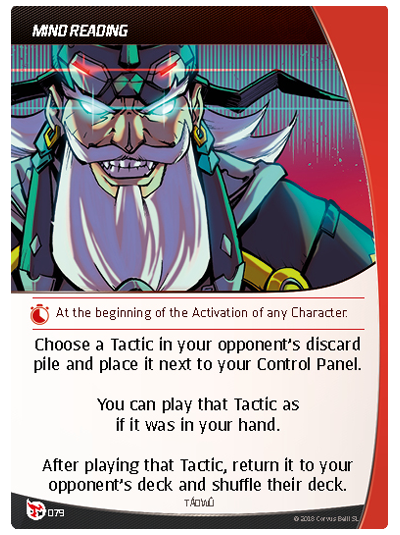 MIND READING
At the beginning of the Activation of any Character.
Choose a Tactic in your opponent's discard
pile and place it next to your Control Panel.
You can play that Tactic as
if it was in your hand.
After playing that Tactic, return it to your
opponent's deck and shuffle their deck.
TÁOWÙ
079
© 2018 Corvus Belli SL